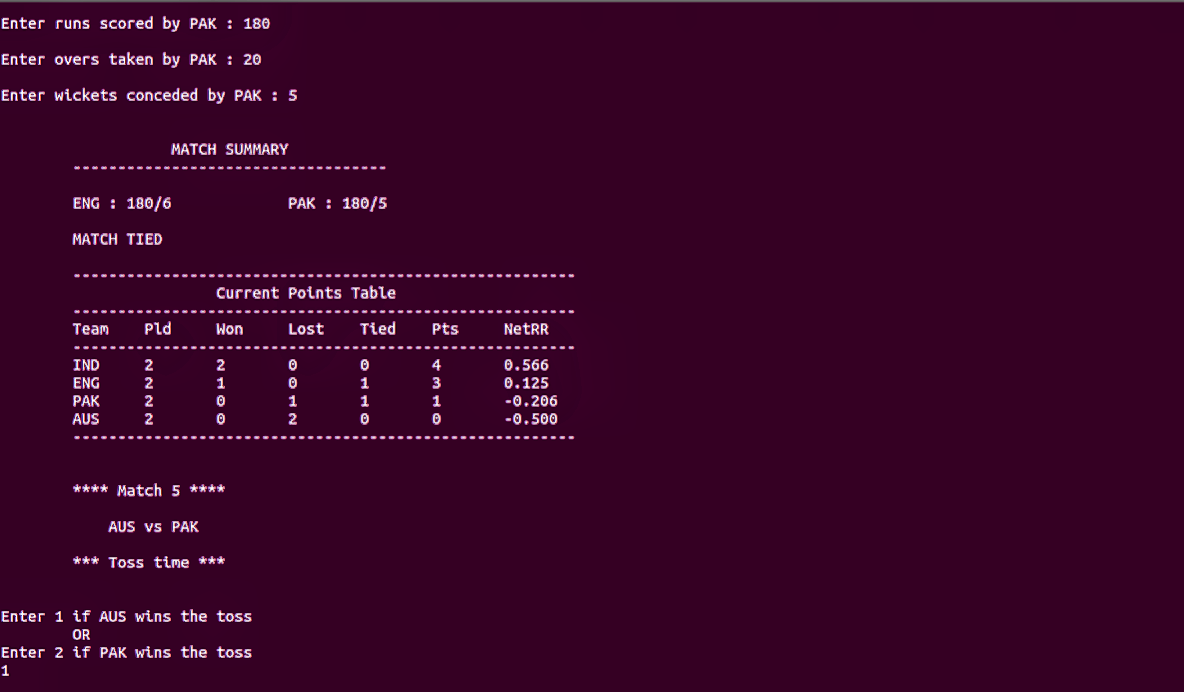 Enter runs scored by PAK : 180
Enter overs taken by PAK : 20
Enter wickets conceded by PAK : 5
MATCH SUMMARY
-----------------------------------
ENG : 180/6 PAK : 180/5
MATCH TIED
--------------------------------------------------------
Current Points Table
--------------------------------------------------------
Team Pld Won Lost Tied Pts NetRR
--------------------------------------------------------
IND 2 2 0 0 4 0.566
ENG 2 1 0 1 3 0.125
PAK 2 0 1 1 1 -0.206
AUS 2 0 2 0 0 -0.500
--------------------------------------------------------
**** Match 5 ****
AUS vs PAK
*** Toss time ***
Enter 1 if AUS wins the toss
OR
Enter 2 if PAK wins the toss
1